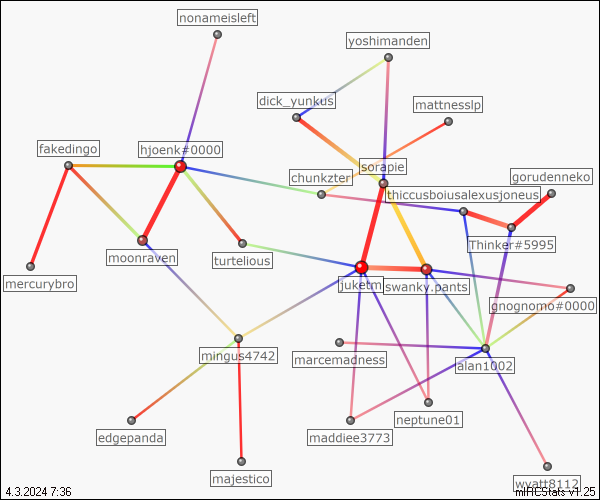 nonameisleft
yoshimanden
dick_yunkus
mattnesslp
fakedingo
hjoenk#0000
sorapie
chunkzter
gorudenneko
thiccusboiusalexusjoneus
Thinker#5995
moonraven
turtelious
mercurybro
juketm
swanky.pants
gnognomo#0000
mingus4742
marcemadness
alan1002
neptune01
edgepanda
maddiee3773
majestico
wyatt8112
4.3.2024 7:36
mIRCStats v1.25